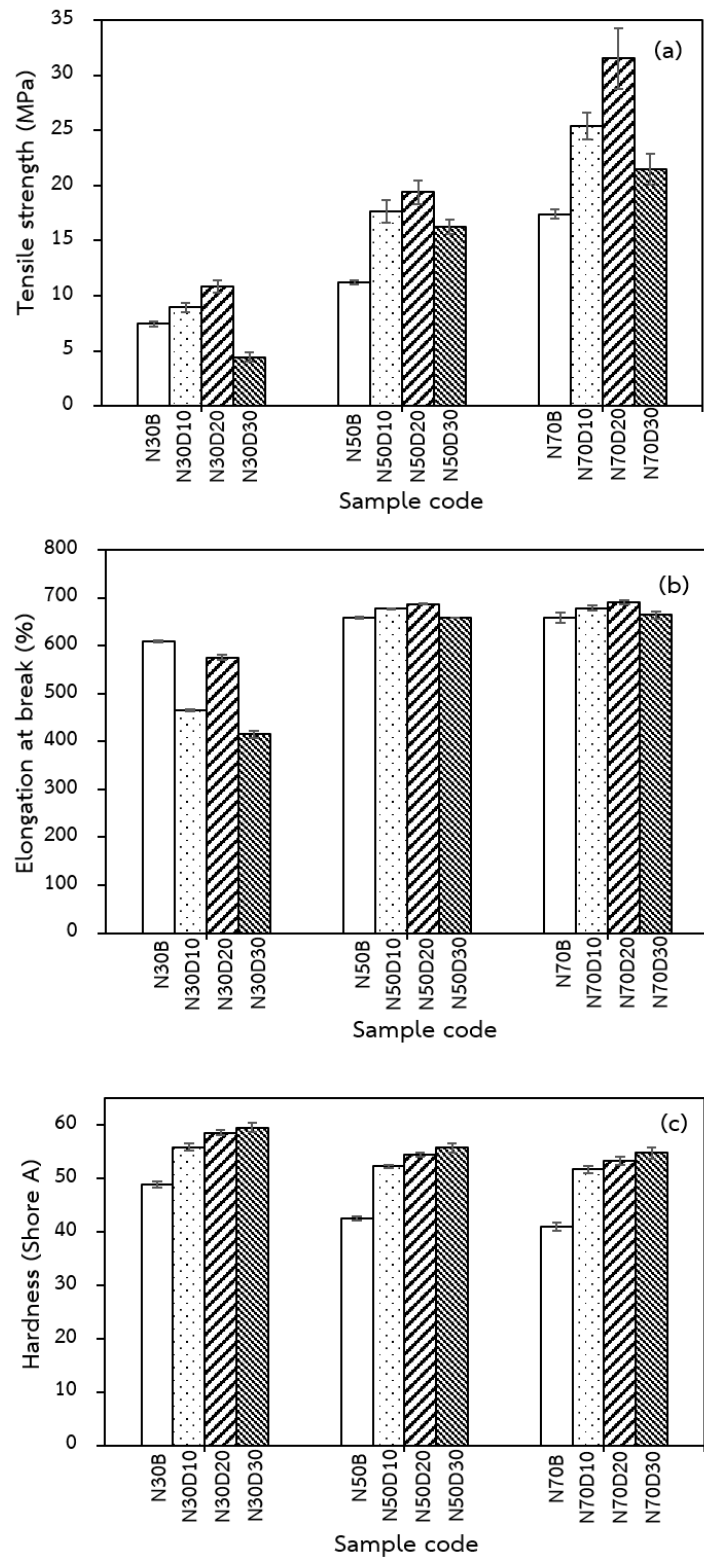 35
30
25
20
15
10
5
0
Tensile strength (MPa)
(a)
N30B
N30D10
N30D20
N30D30
N50B
N50D10
N50D20
N50D30
N70B
N70D10
N70D20
N70D30
Sample code
800
700
600
500
400
300
200
100
0
Elongation at break (%)
(b)
N30B
N30D10
N30D20
N30D30
N50B
N50D10
N50D20
N50D30
N70B
N70D10
N70D20
N70D30
Sample code
60
50
40
30
20
10
0
Hardness (Shore A)
(c)
N30B
N30D10
N30D20
N30D30
N50B
N50D10
N50D20
N50D30
N70B
N70D10
N70D20
N70D30
Sample code